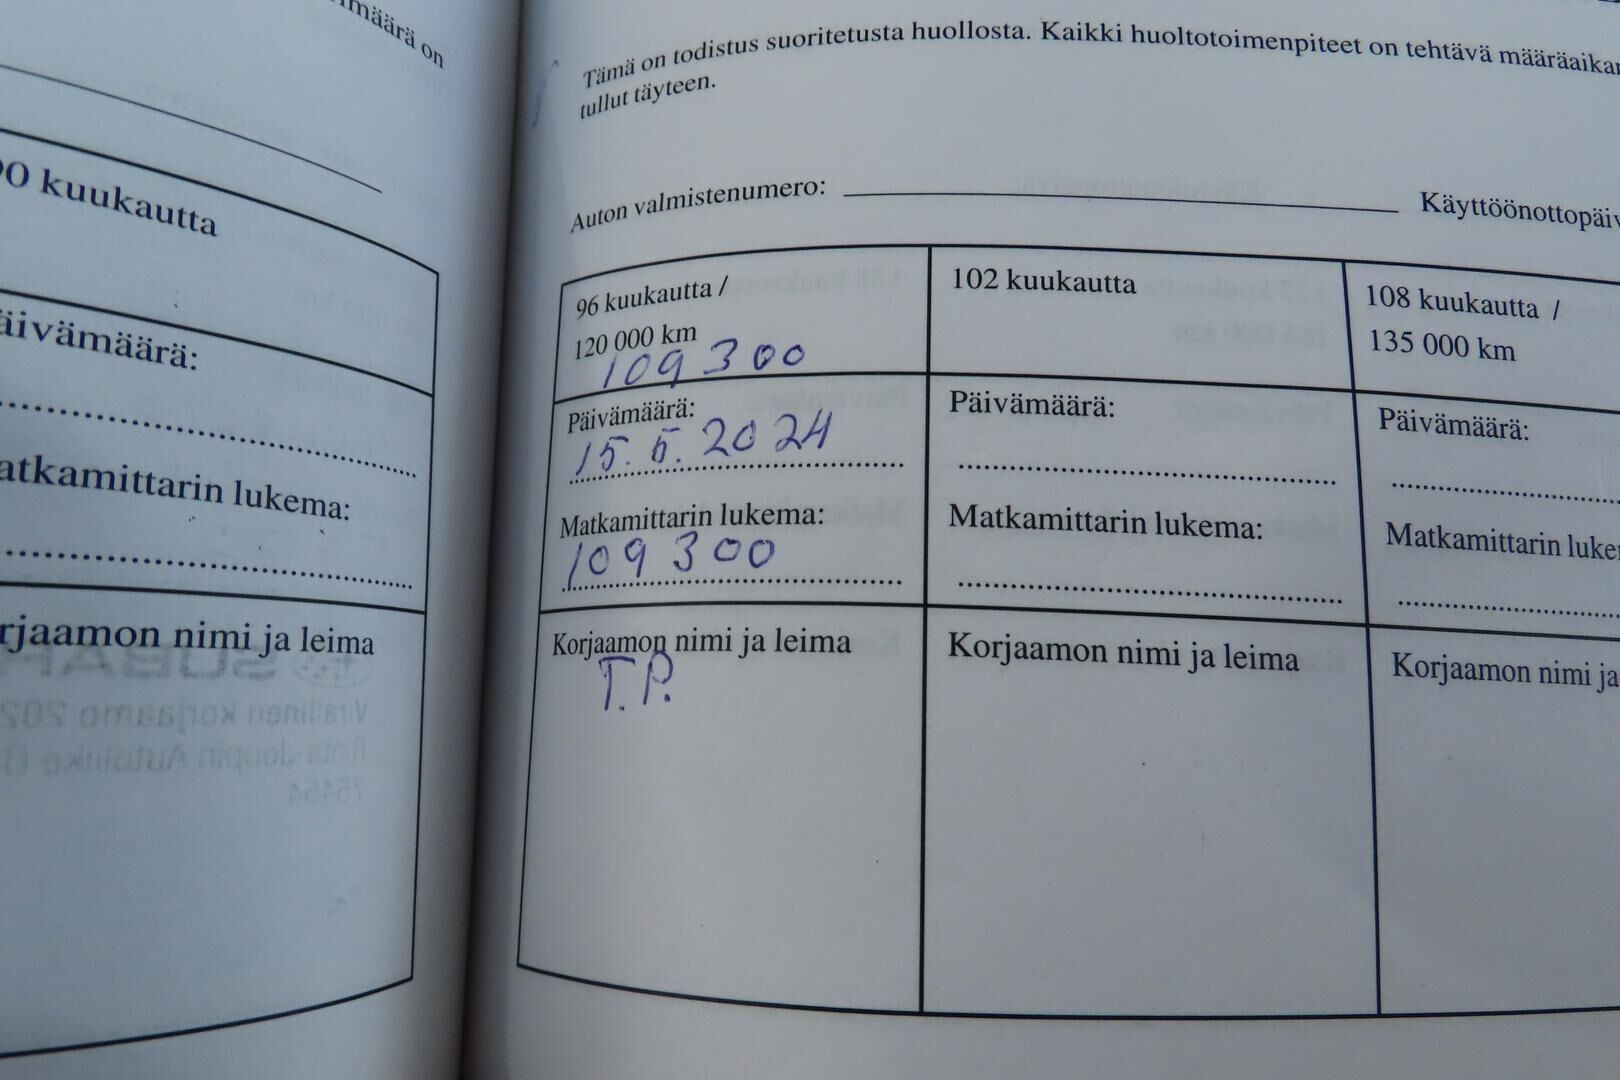 määrä on
0 kuukautta
äivämäärä:
atkamittarin lukema:
rjaamon nimi ja leima
Tämä on todistus suoritetusta huollosta. Kaikki huoltotoimenpiteet on tehtävä määräaikan
tullut täyteen.
Auton valmistenumero:
Käyttöönottopäiv
96 kuukautta /
120 000 km
109 300
Päivämäärä:
15.5.2024
Matkamittarin lukema:
109 300
Korjaamon nimi ja leima
T.P.
102 kuukautta
Päivämäärä:
Matkamittarin lukema:
Korjaamon nimi ja leima
108 kuukautta /
135 000 km
Päivämäärä:
Matkamittarin luke
Korjaamon nimi ja